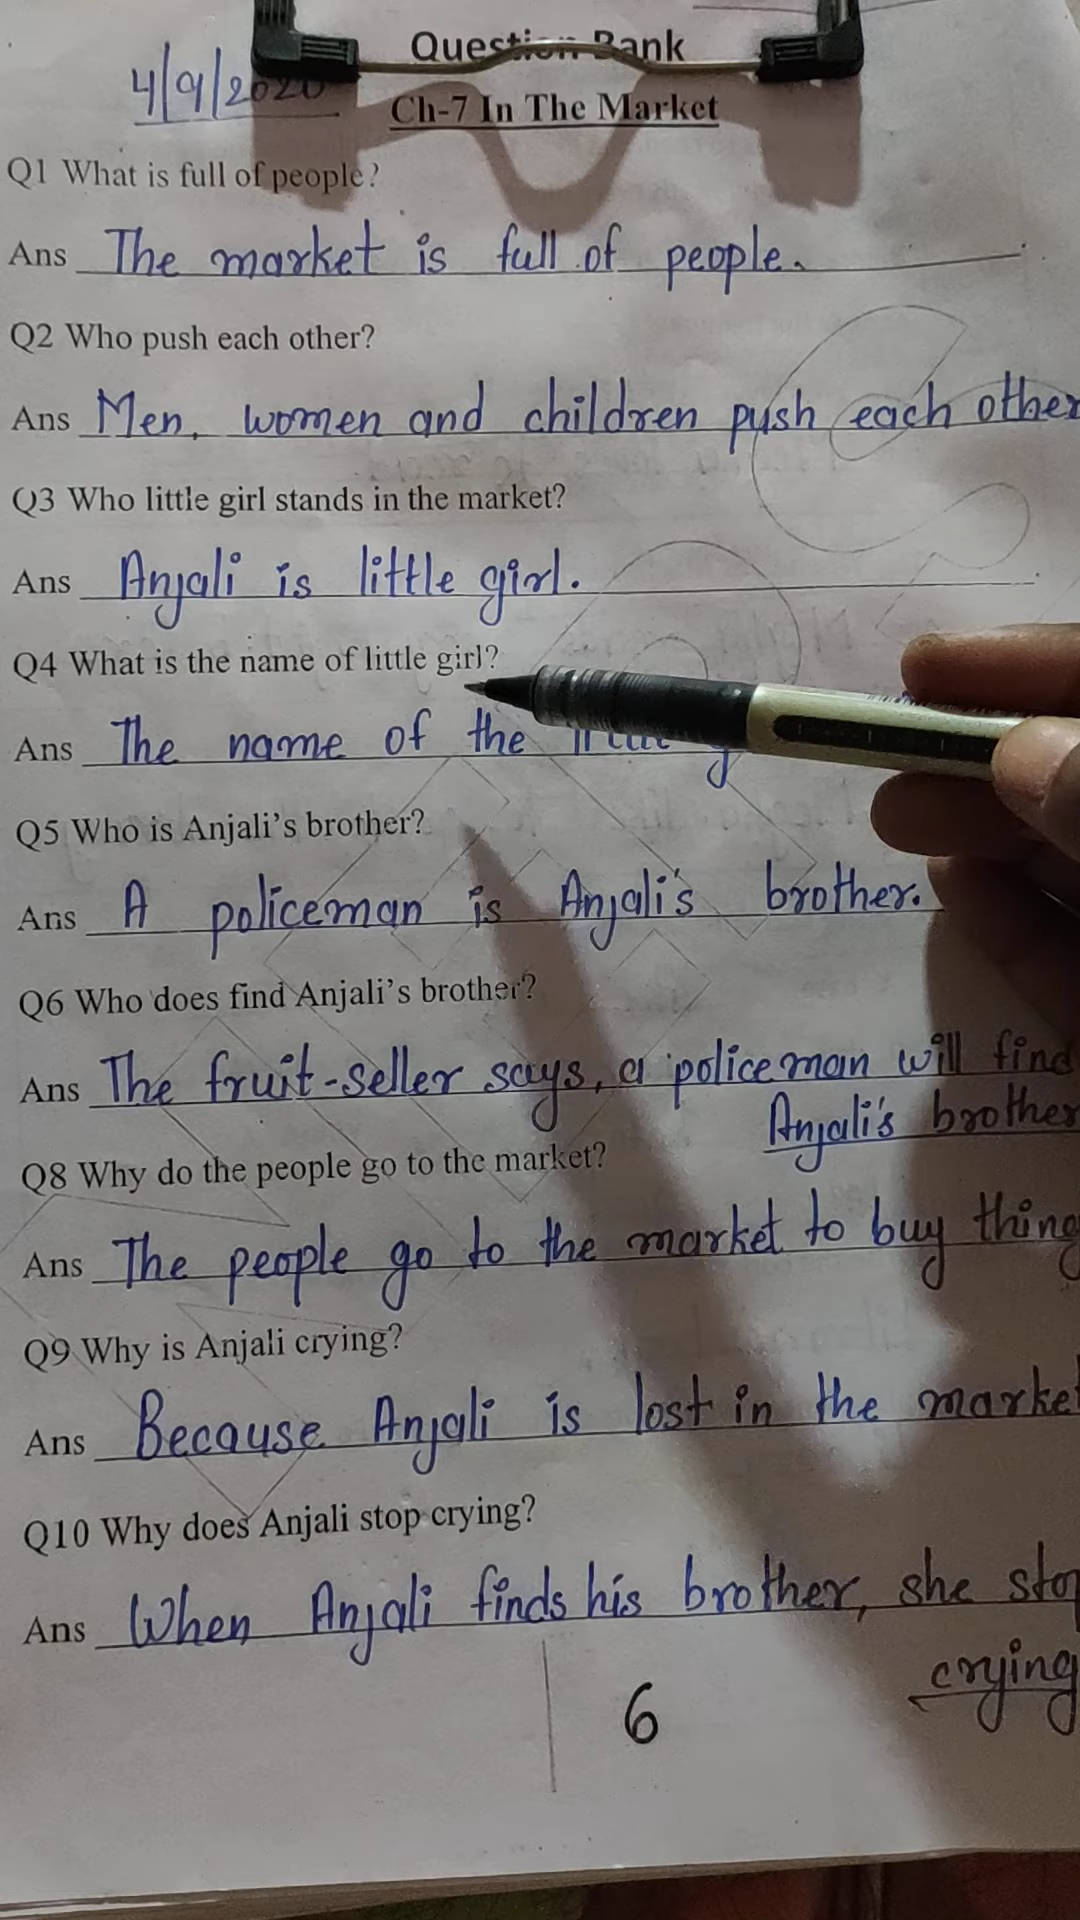 Question Bank
4/9/2020
Ch-7 In The Market
Q1 What is full of people?
Ans The market is full of people.
Q2 Who push each other?
Ans Men, women and children push each other
Q3 Who little girl stands in the market?
Ans Anjali is little girl.
Q4 What is the name of little girl?
Ans The name of the
Q5 Who is Anjali's brother?
Ans A policeman is Anjali's brother.
Q6 Who does find Anjali's brother?
Ans The fruit-seller says, a policeman will find
Anjali's brother
Q8 Why do the people go to the market?
Ans The people go to the market to buy thing
Q9 Why is Anjali crying?
Ans Because Anjali is lost in the market
Q10 Why does Anjali stop crying?
Ans When Anjali finds his brother, she stop
crying
6